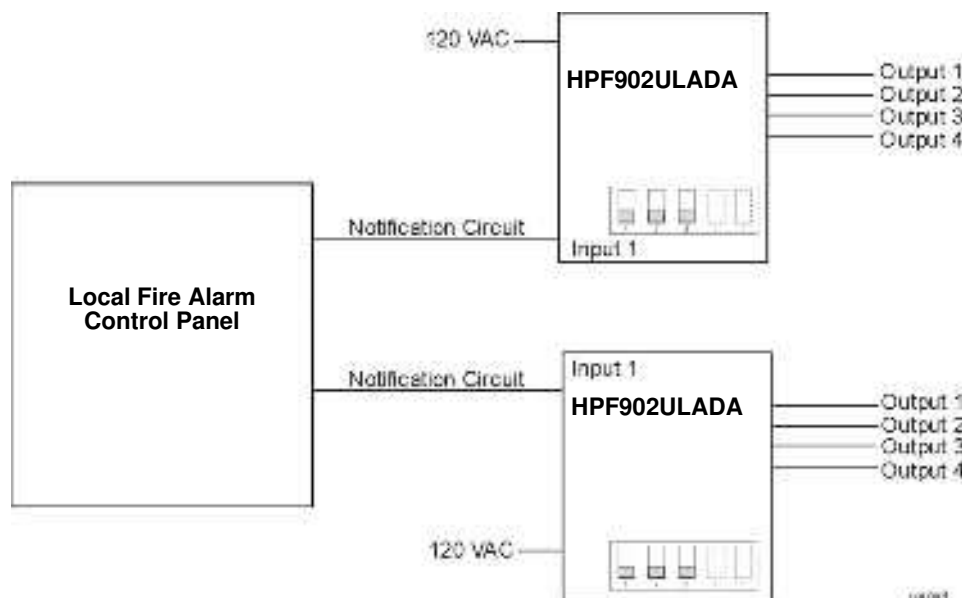 120 VAC
HPF902ULADA
Output 1
Output 2
Output 3
Output 4
Notification Circuit
Input 1
Local Fire Alarm
Control Panel
Notification Circuit
Input 1
HPF902ULADA
Output 1
Output 2
Output 3
Output 4
120 VAC